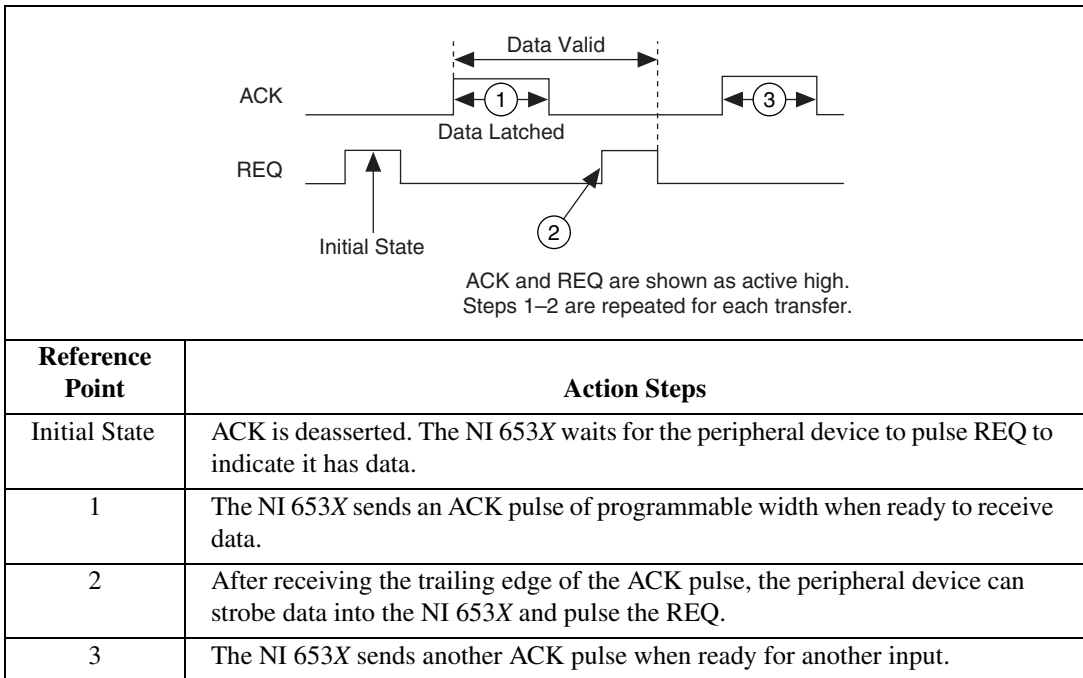 Data Valid
ACK
1
3
Data Latched
REQ
2
Initial State
ACK and REQ are shown as active high.
Steps 1–2 are repeated for each transfer.
Reference
Point
Action Steps
Initial State
ACK is deasserted. The NI 653X waits for the peripheral device to pulse REQ to
indicate it has data.
1
The NI 653X sends an ACK pulse of programmable width when ready to receive
data.
2
After receiving the trailing edge of the ACK pulse, the peripheral device can
strobe data into the NI 653X and pulse the REQ.
3
The NI 653X sends another ACK pulse when ready for another input.